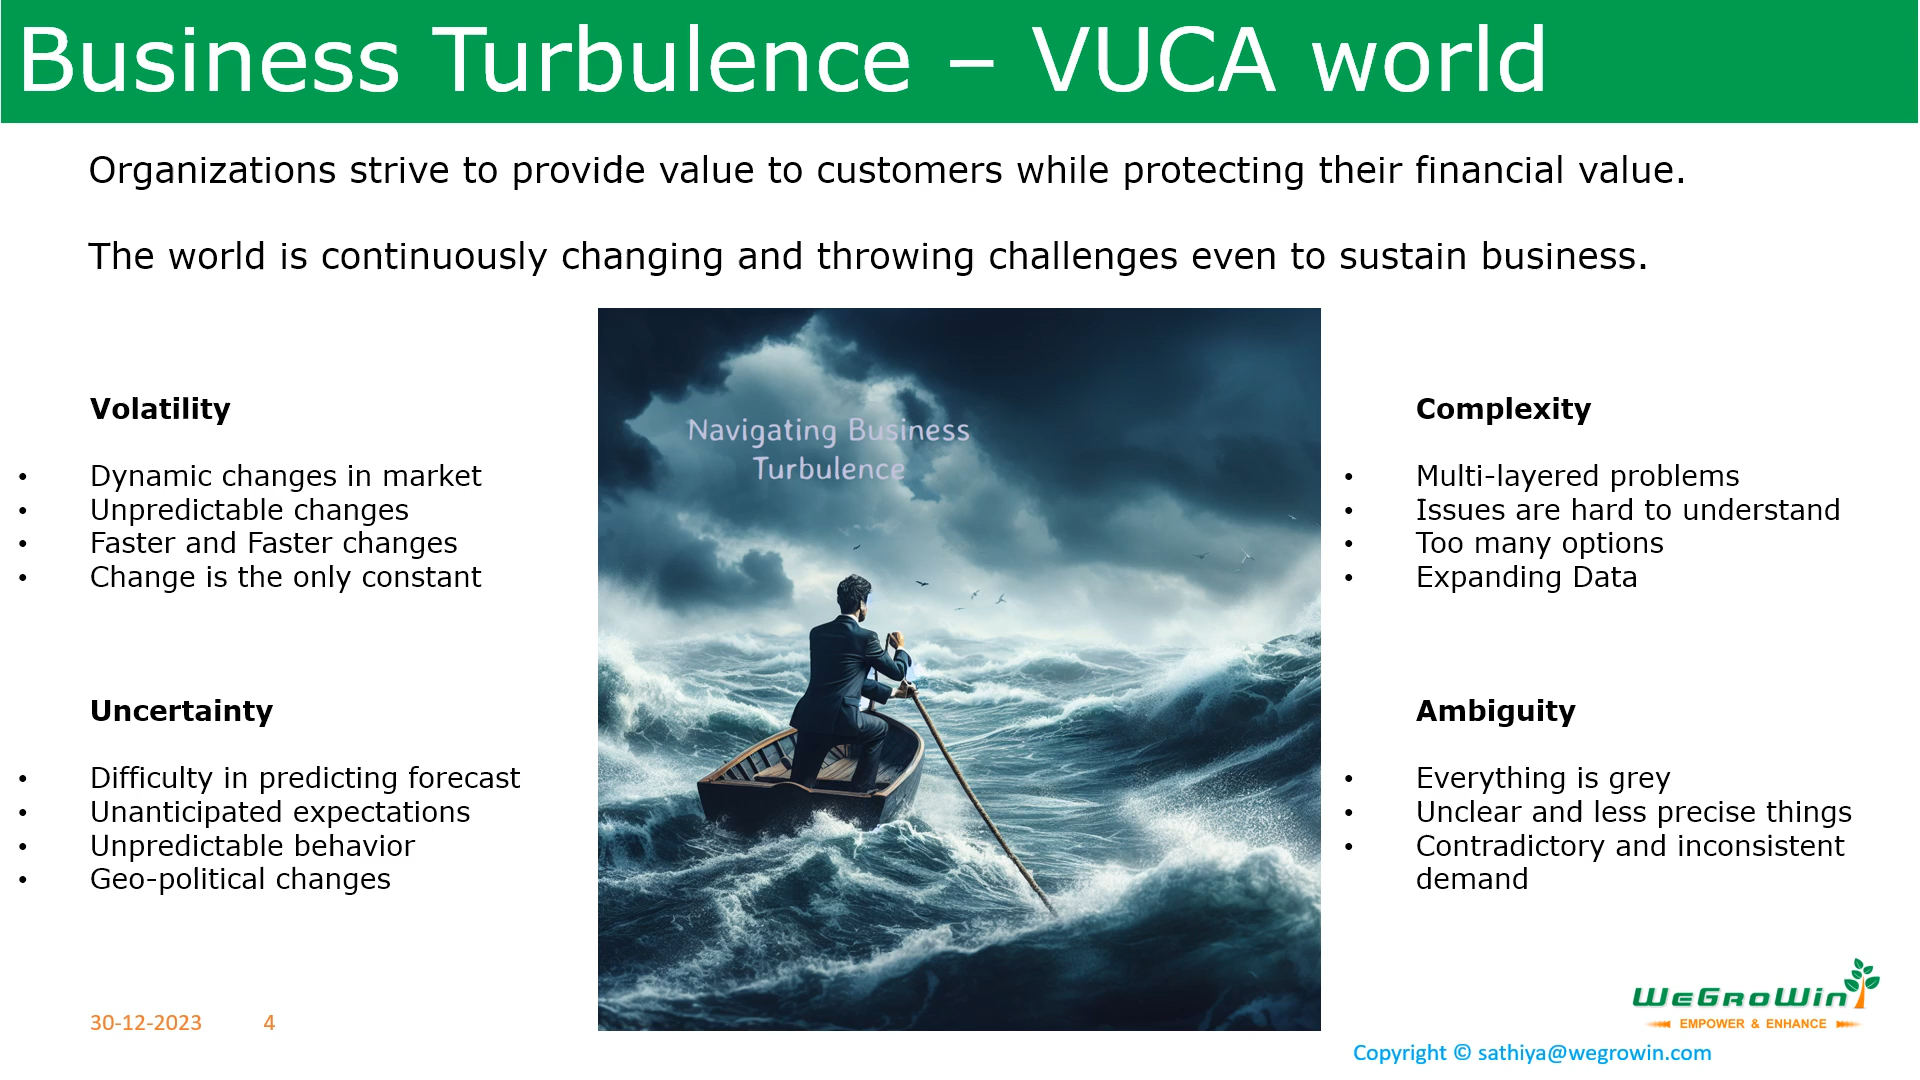 Business Turbulence – VUCA world
Organizations strive to provide value to customers while protecting their financial value.
The world is continuously changing and throwing challenges even to sustain business.
Volatility
• Dynamic changes in market
• Unpredictable changes
• Faster and Faster changes
• Change is the only constant
Uncertainty
• Difficulty in predicting forecast
• Unanticipated expectations
• Unpredictable behavior
• Geo-political changes
Navigating Business
Turbulence
Complexity
• Multi-layered problems
• Issues are hard to understand
• Too many options
• Expanding Data
Ambiguity
• Everything is grey
• Unclear and less precise things
• Contradictory and inconsistent
demand
30-12-2023 4
WeGroWin
EMPOWER & ENHANCE
Copyright © sathiya@wegrowin.com